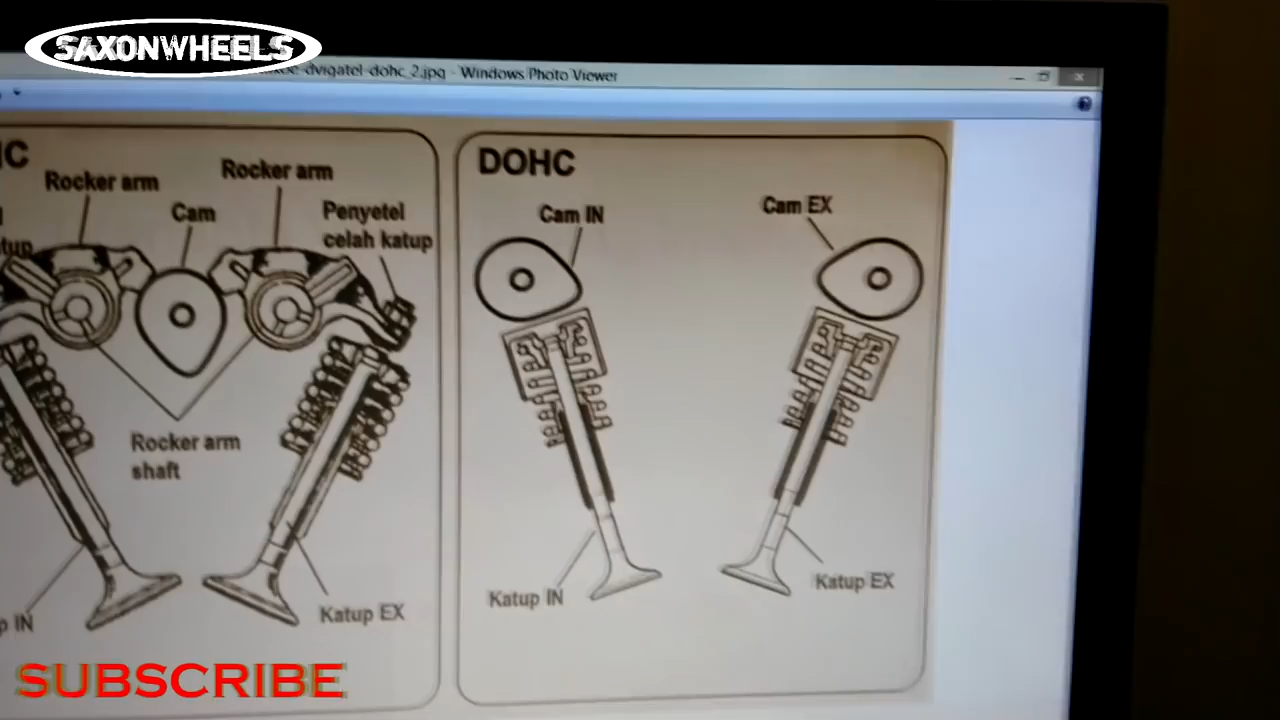 SAXONWHEELS
-dvigatel-dohc_2.jpg - Windows Photo Viewer
Rocker arm
Rocker arm
Cam
Penyetel
celah katup
Rocker arm
shaft
IN
Katup EX
DOHC
Cam IN
Cam EX
Katup IN
Katup EX
SUBSCRIBE